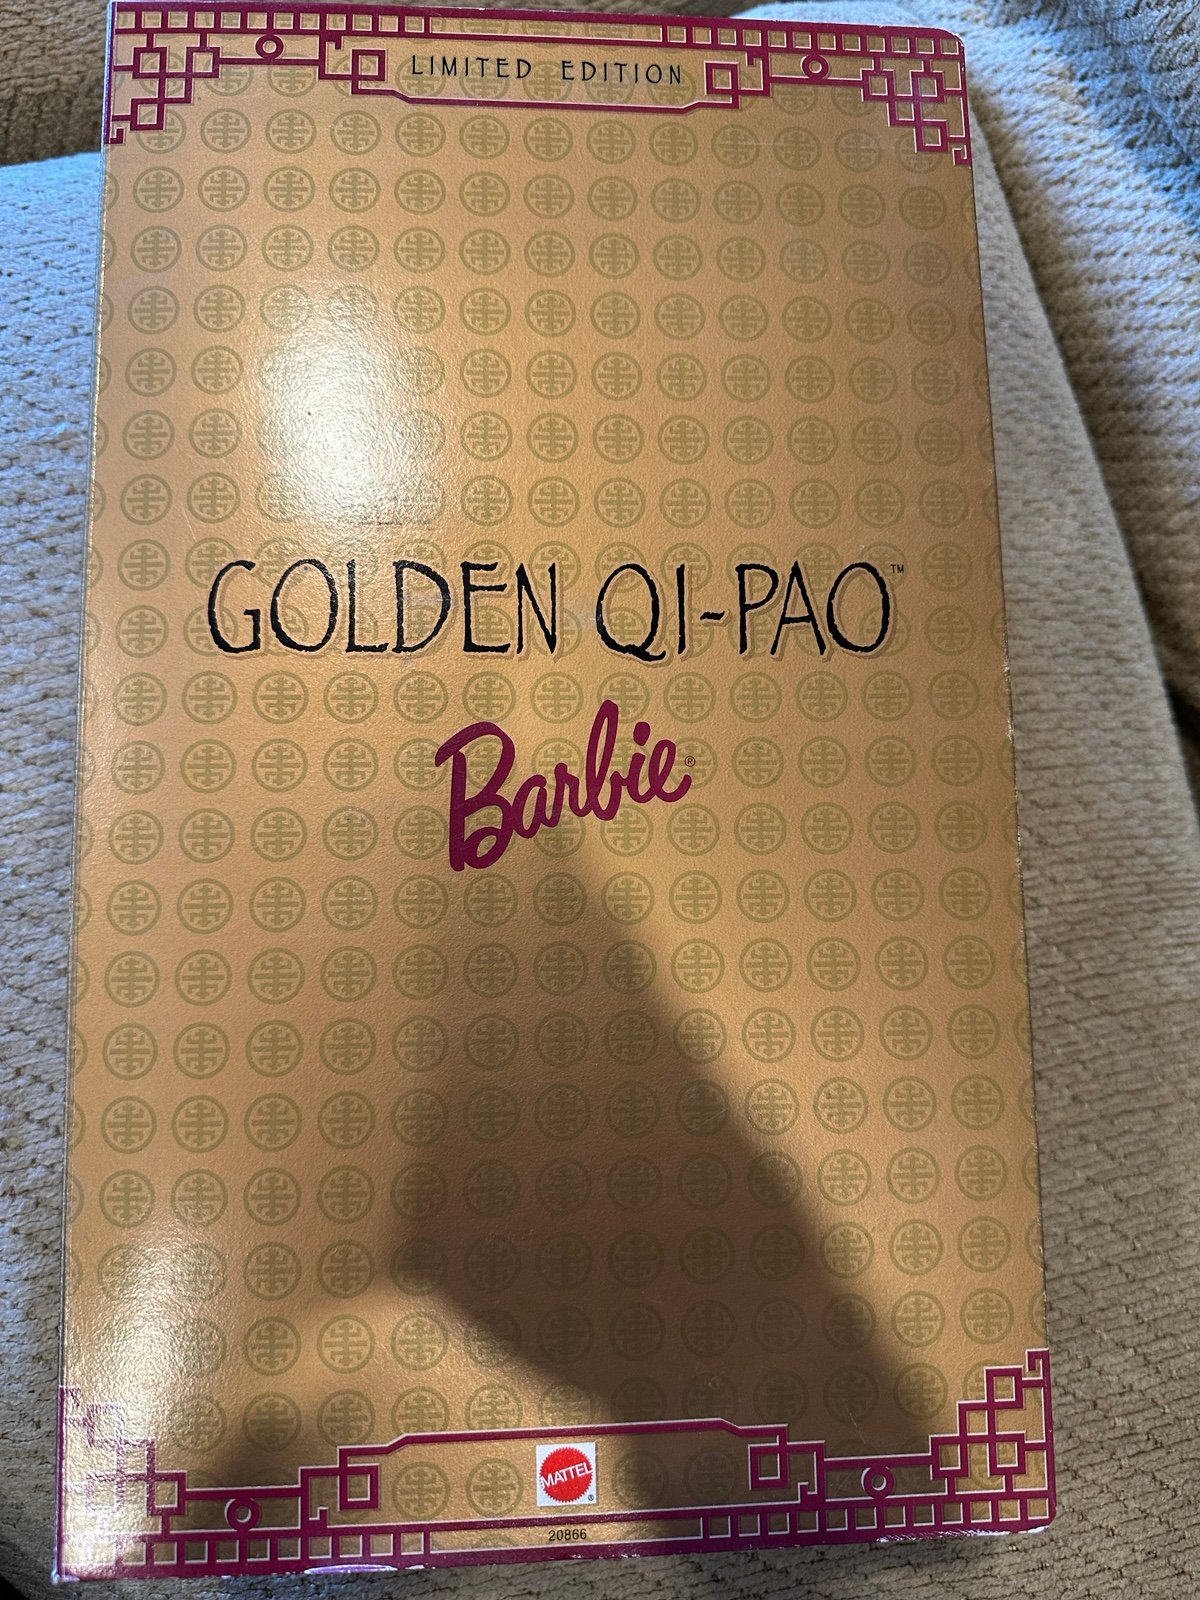 LIMITED EDITION
GOLDEN QI-PAO™
Barbie®
MATTEL®
20866